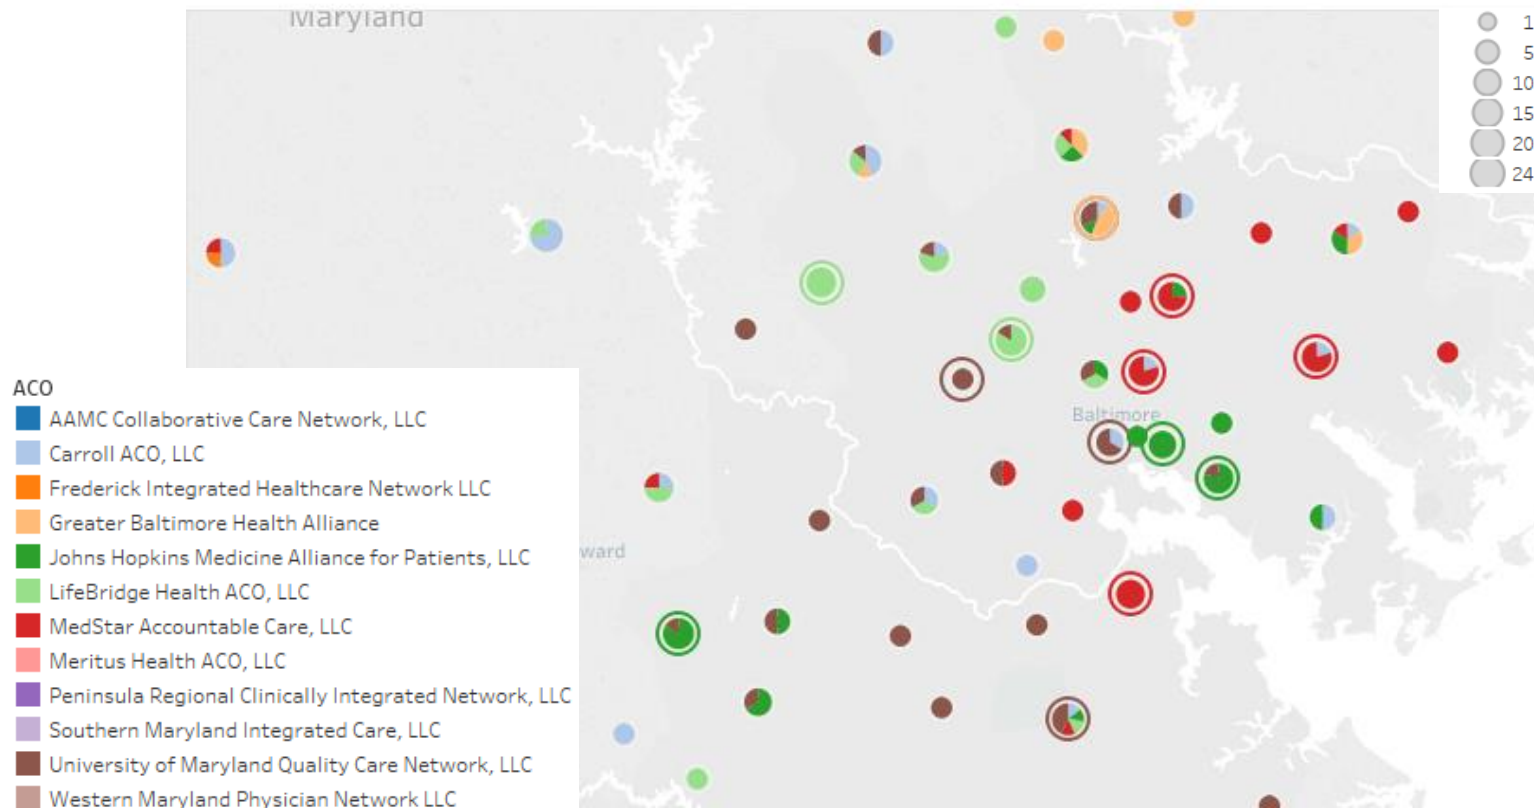 Maryland
1
5
10
15
20
24
Baltimore
ward
ACO
AAMC Collaborative Care Network, LLC
Carroll ACO, LLC
Frederick Integrated Healthcare Network LLC
Greater Baltimore Health Alliance
Johns Hopkins Medicine Alliance for Patients, LLC
LifeBridge Health ACO, LLC
MedStar Accountable Care, LLC
Meritus Health ACO, LLC
Peninsula Regional Clinically Integrated Network, LLC
Southern Maryland Integrated Care, LLC
University of Maryland Quality Care Network, LLC
Western Maryland Physician Network LLC